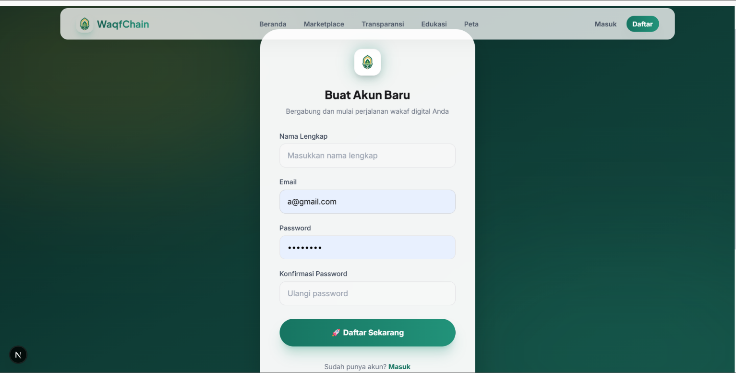 WaqfChain
Beranda Marketplace Transparansi Edukasi Peta
Masuk Daftar
Buat Akun Baru
Bergabung dan mulai perjalanan wakaf digital Anda
Nama Lengkap
Masukkan nama lengkap
Email
a@gmail.com
Password
••••••••
Konfirmasi Password
Ulangi password
🚀 Daftar Sekarang
Sudah punya akun? Masuk
N